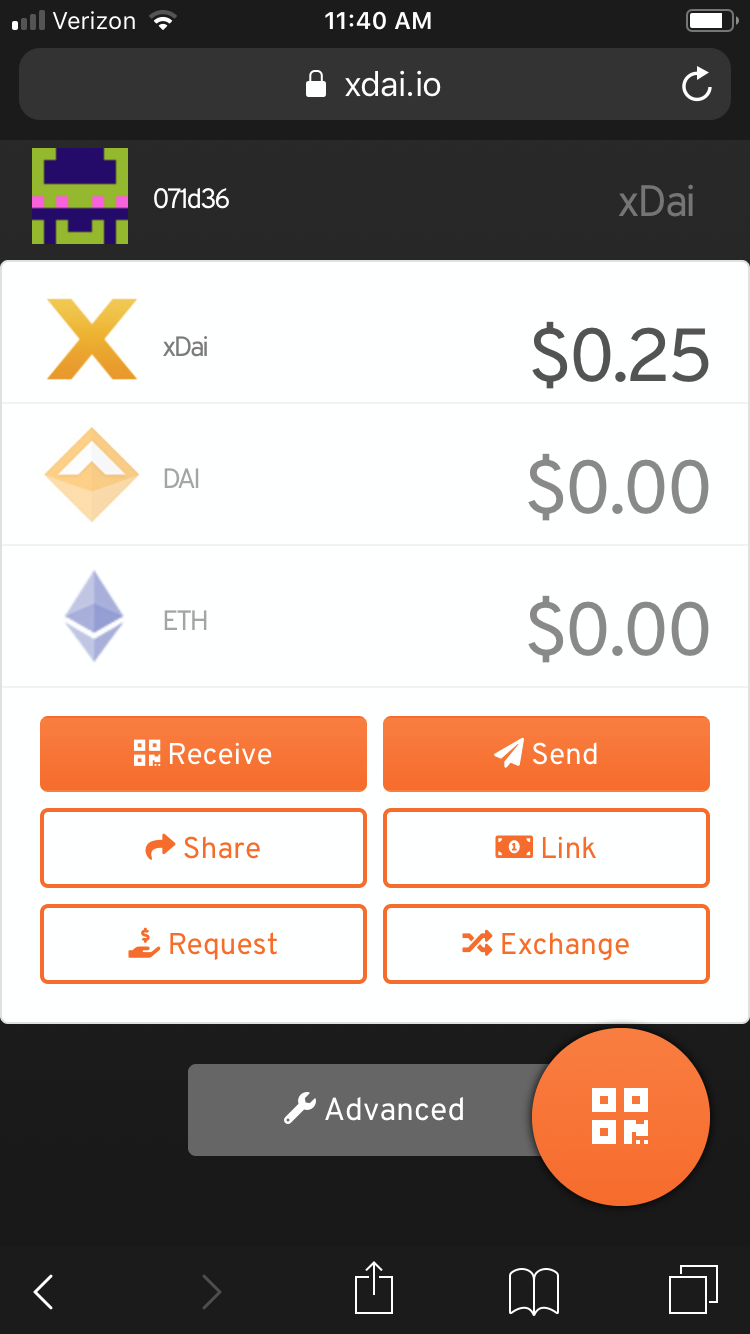 Verizon 11:40 AM
xdai.io
071d36 xDai
xDai $0.25
DAI $0.00
ETH $0.00
Receive Send
Share Link
Request Exchange
Advanced